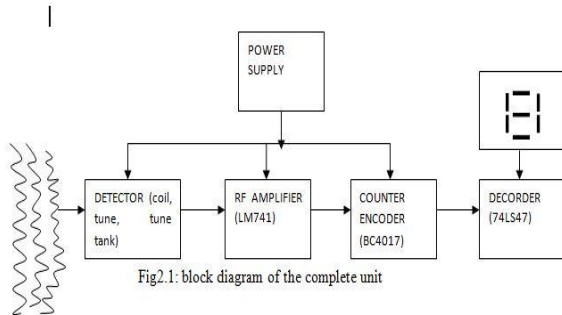 POWER
SUPPLY
DETECTOR (coil,
tune, tune
tank)
RF AMPLIFIER
(LM741)
COUNTER
ENCODER
(BC4017)
DECORDER
(74LS47)
Fig2.1: block diagram of the complete unit